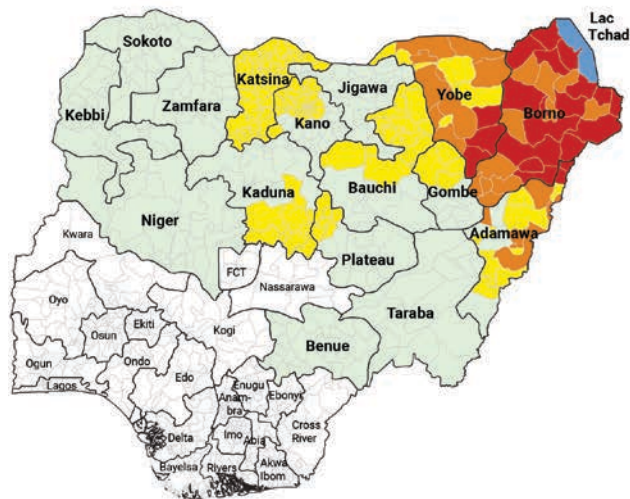 Lac
Tchad
Sokoto
Katsina
Jigawa
Yobe
Borno
Kebbi
Zamfara
Kano
Kaduna
Bauchi
Gombe
Niger
Adamawa
Kwara
Plateau
FCT
Nassarawa
Oyo
Taraba
Kogi
Ekiti
Osun
Benue
Ogun
Ondo
Lagos
Edo
Enugu
Anam-
bra
Ebonyi
Cross
River
Delta
Imo
Abia
Bayelsa
Rivers
Akwa
Ibom